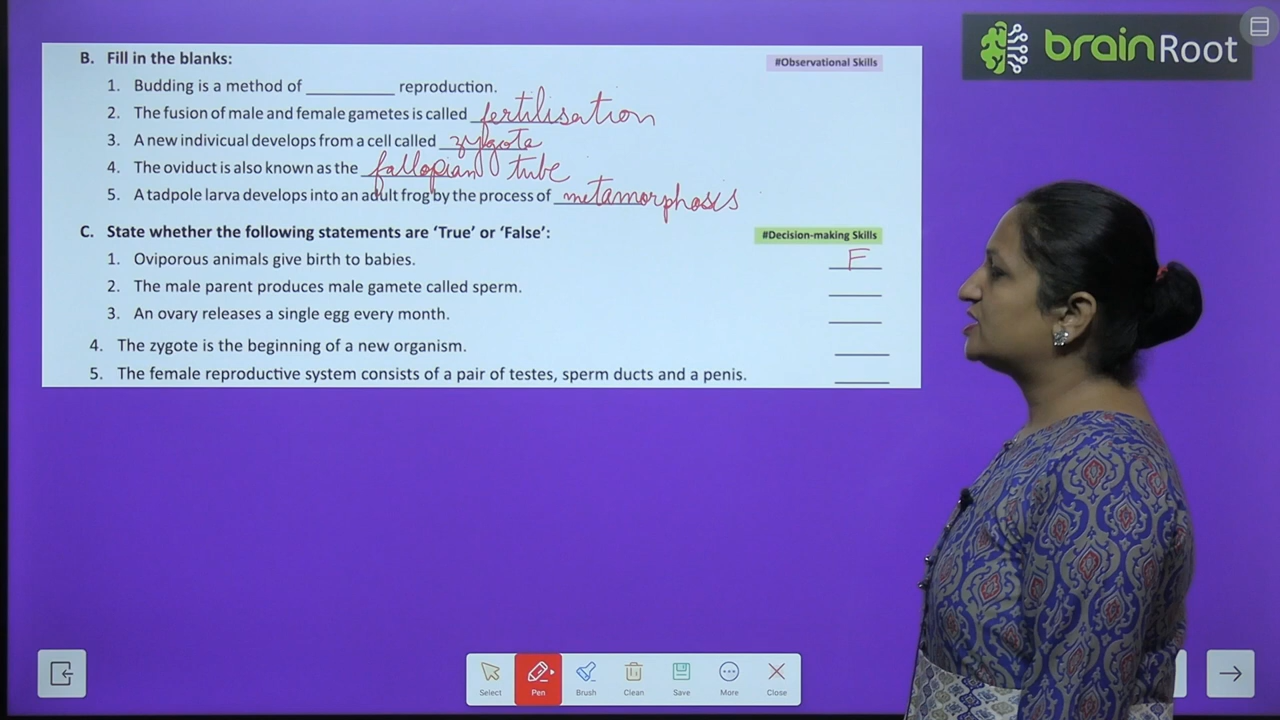 brainRoot
B. Fill in the blanks: #Observational Skills
1. Budding is a method of __________ reproduction.
2. The fusion of male and female gametes is called fertilisation
3. A new indivicual develops from a cell called zylgote
4. The oviduct is also known as the fallopian tube
5. A tadpole larva develops into an adult frog by the process of metamorphosis
C. State whether the following statements are ‘True’ or ‘False’: #Decision-making Skills
1. Oviporous animals give birth to babies. F
2. The male parent produces male gamete called sperm. ______
3. An ovary releases a single egg every month. ______
4. The zygote is the beginning of a new organism. ______
5. The female reproductive system consists of a pair of testes, sperm ducts and a penis. ______
Select Pen Brush Clean Save More Close